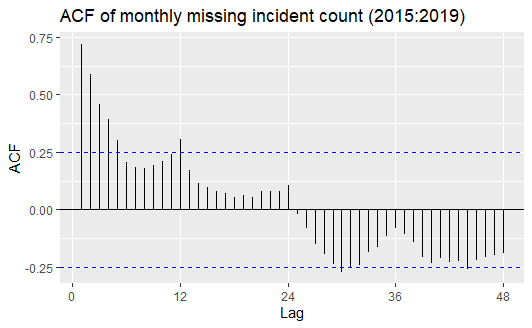 ACF of monthly missing incident count (2015:2019)
0.75
0.50
0.25
0.00
-0.25
ACF
0 12 24 36 48
Lag